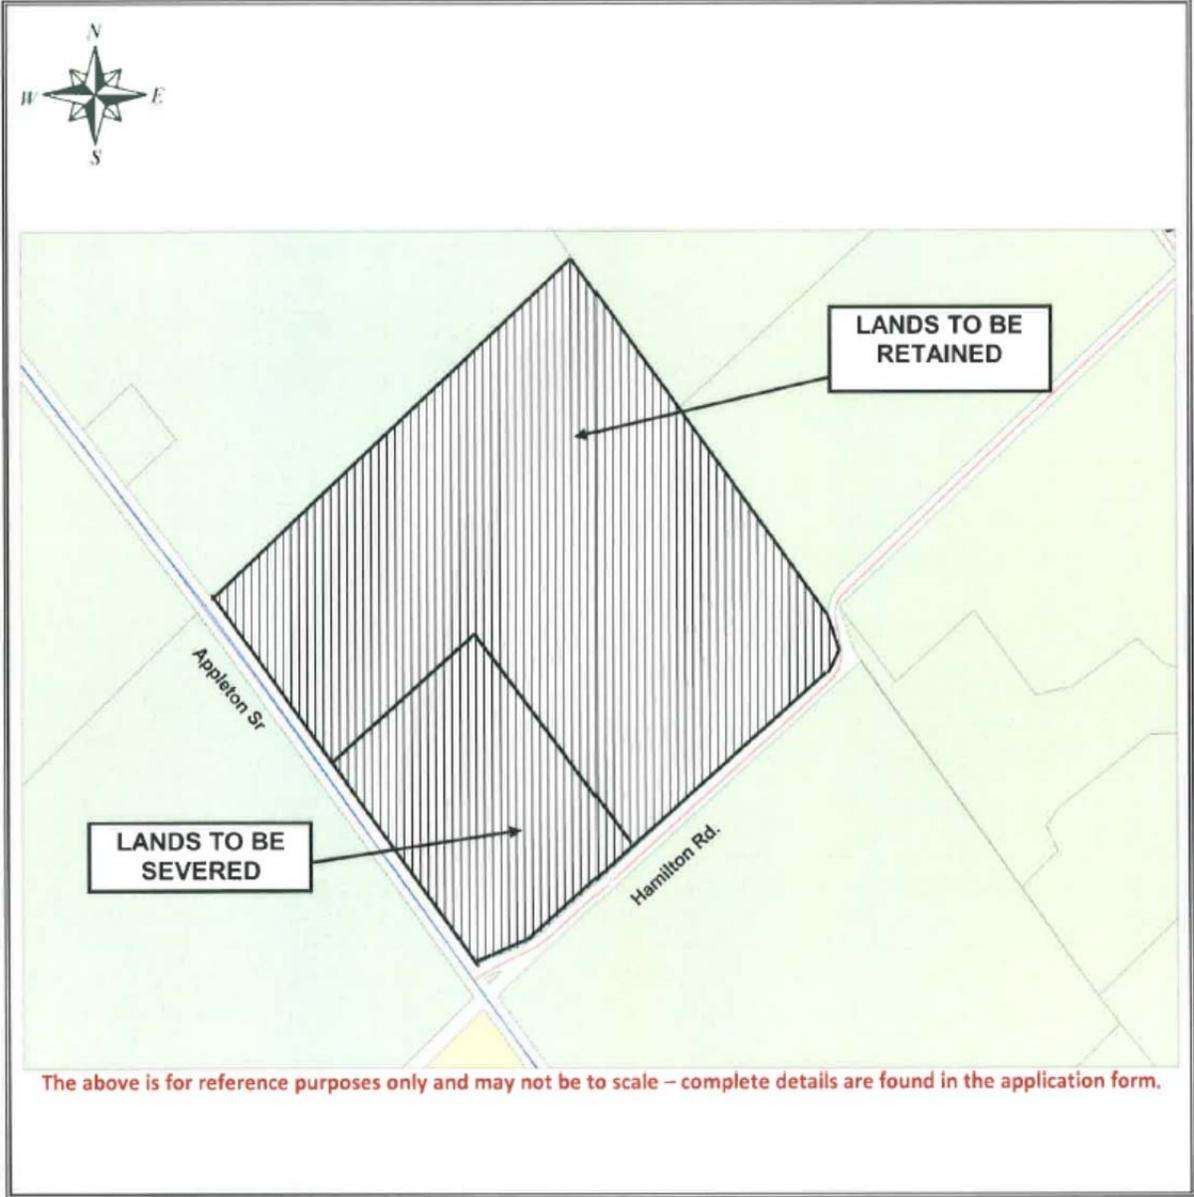 N
W E
S
LANDS TO BE
RETAINED
Appleton Sr
LANDS TO BE
SEVERED
Hamilton Rd.
The above is for reference purposes only and may not be to scale – complete details are found in the application form.